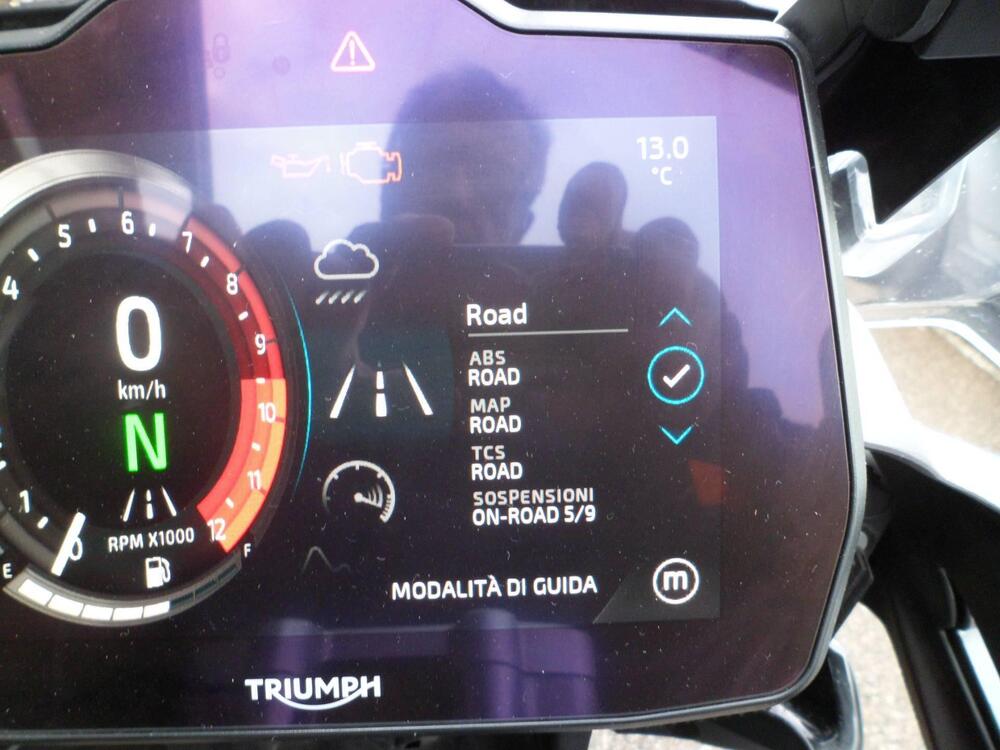 13.0
°C
4
5
6
7
8
9
10
11
12
1
0
0
km/h
N
RPM X1000
E
F
Road
ABS
ROAD
MAP
ROAD
TCS
ROAD
SOSPENSIONI
ON-ROAD 5/9
MODALITÀ DI GUIDA
m
TRIUMPH